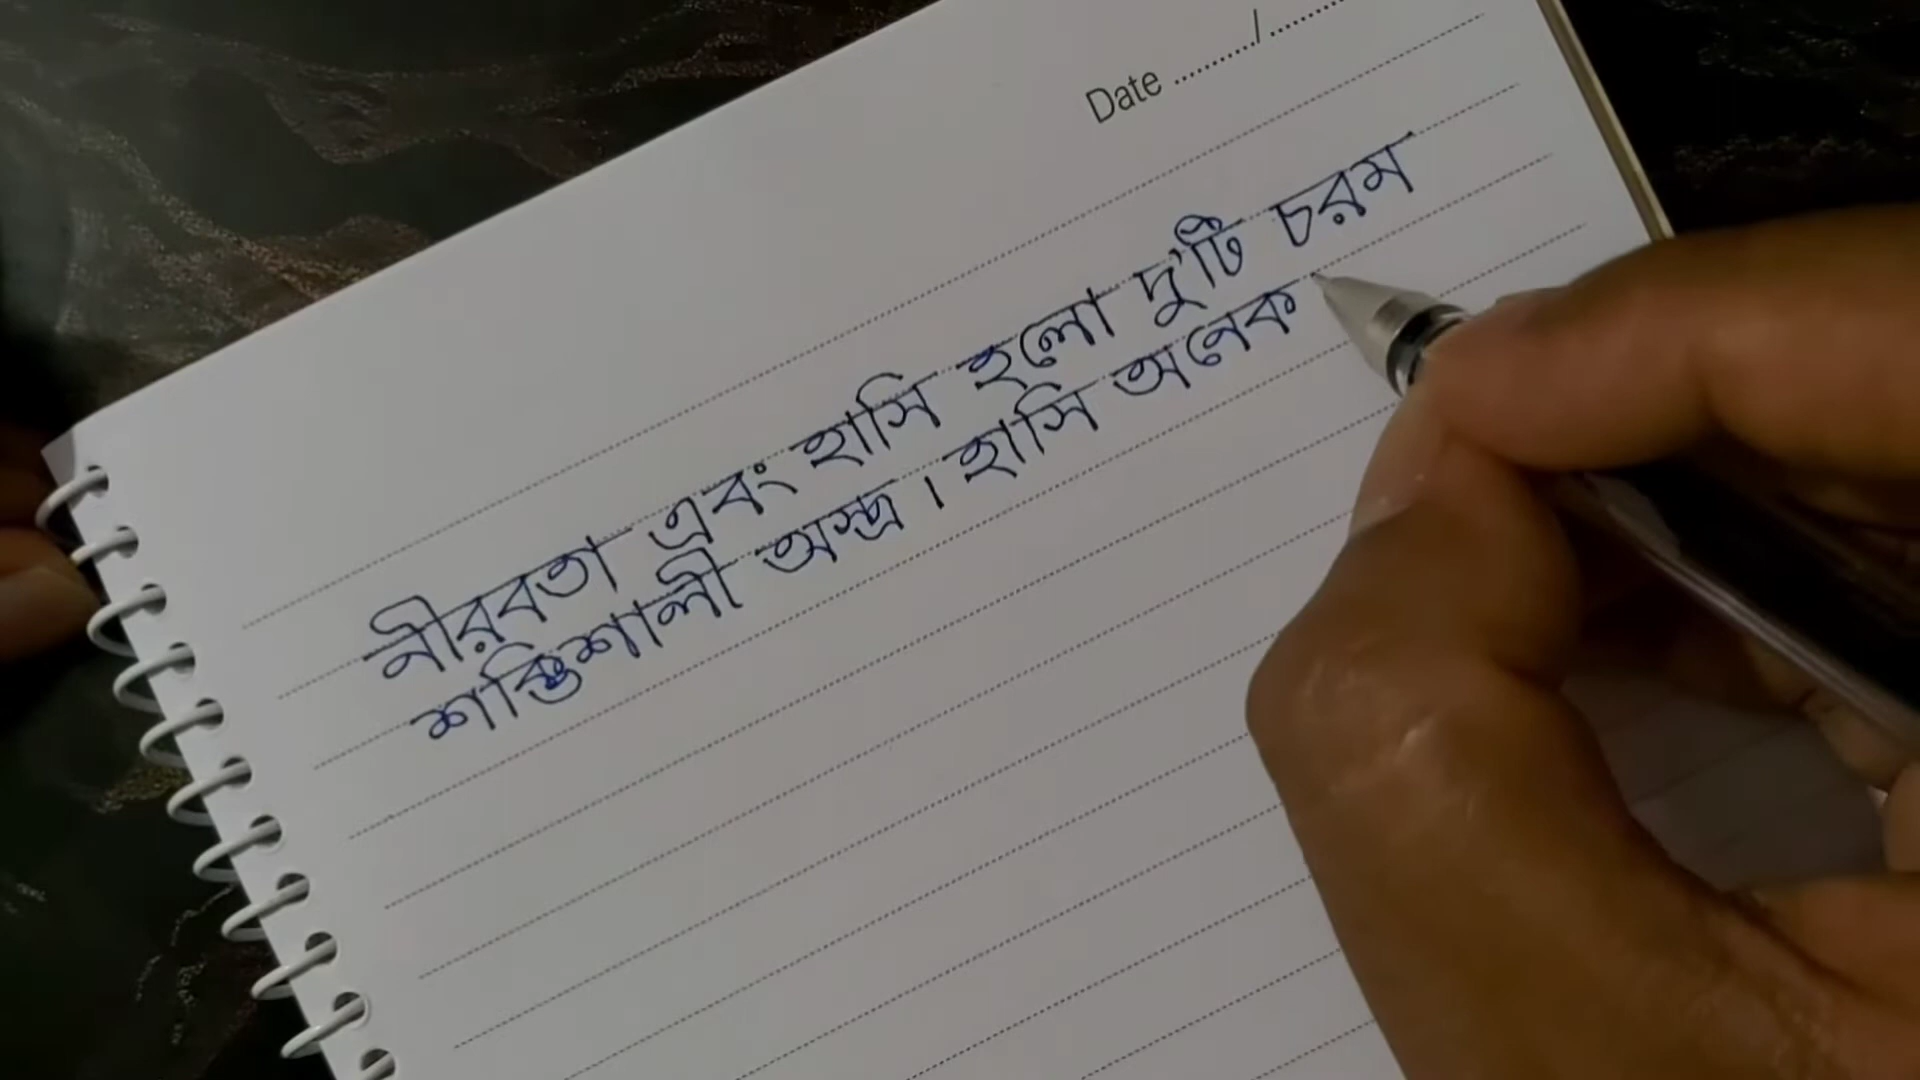 Date ........../..........
নীরবতা এবং হাসি হলো দু'টি চরম
শক্তিশালী অস্ত্র। হাসি অনেক